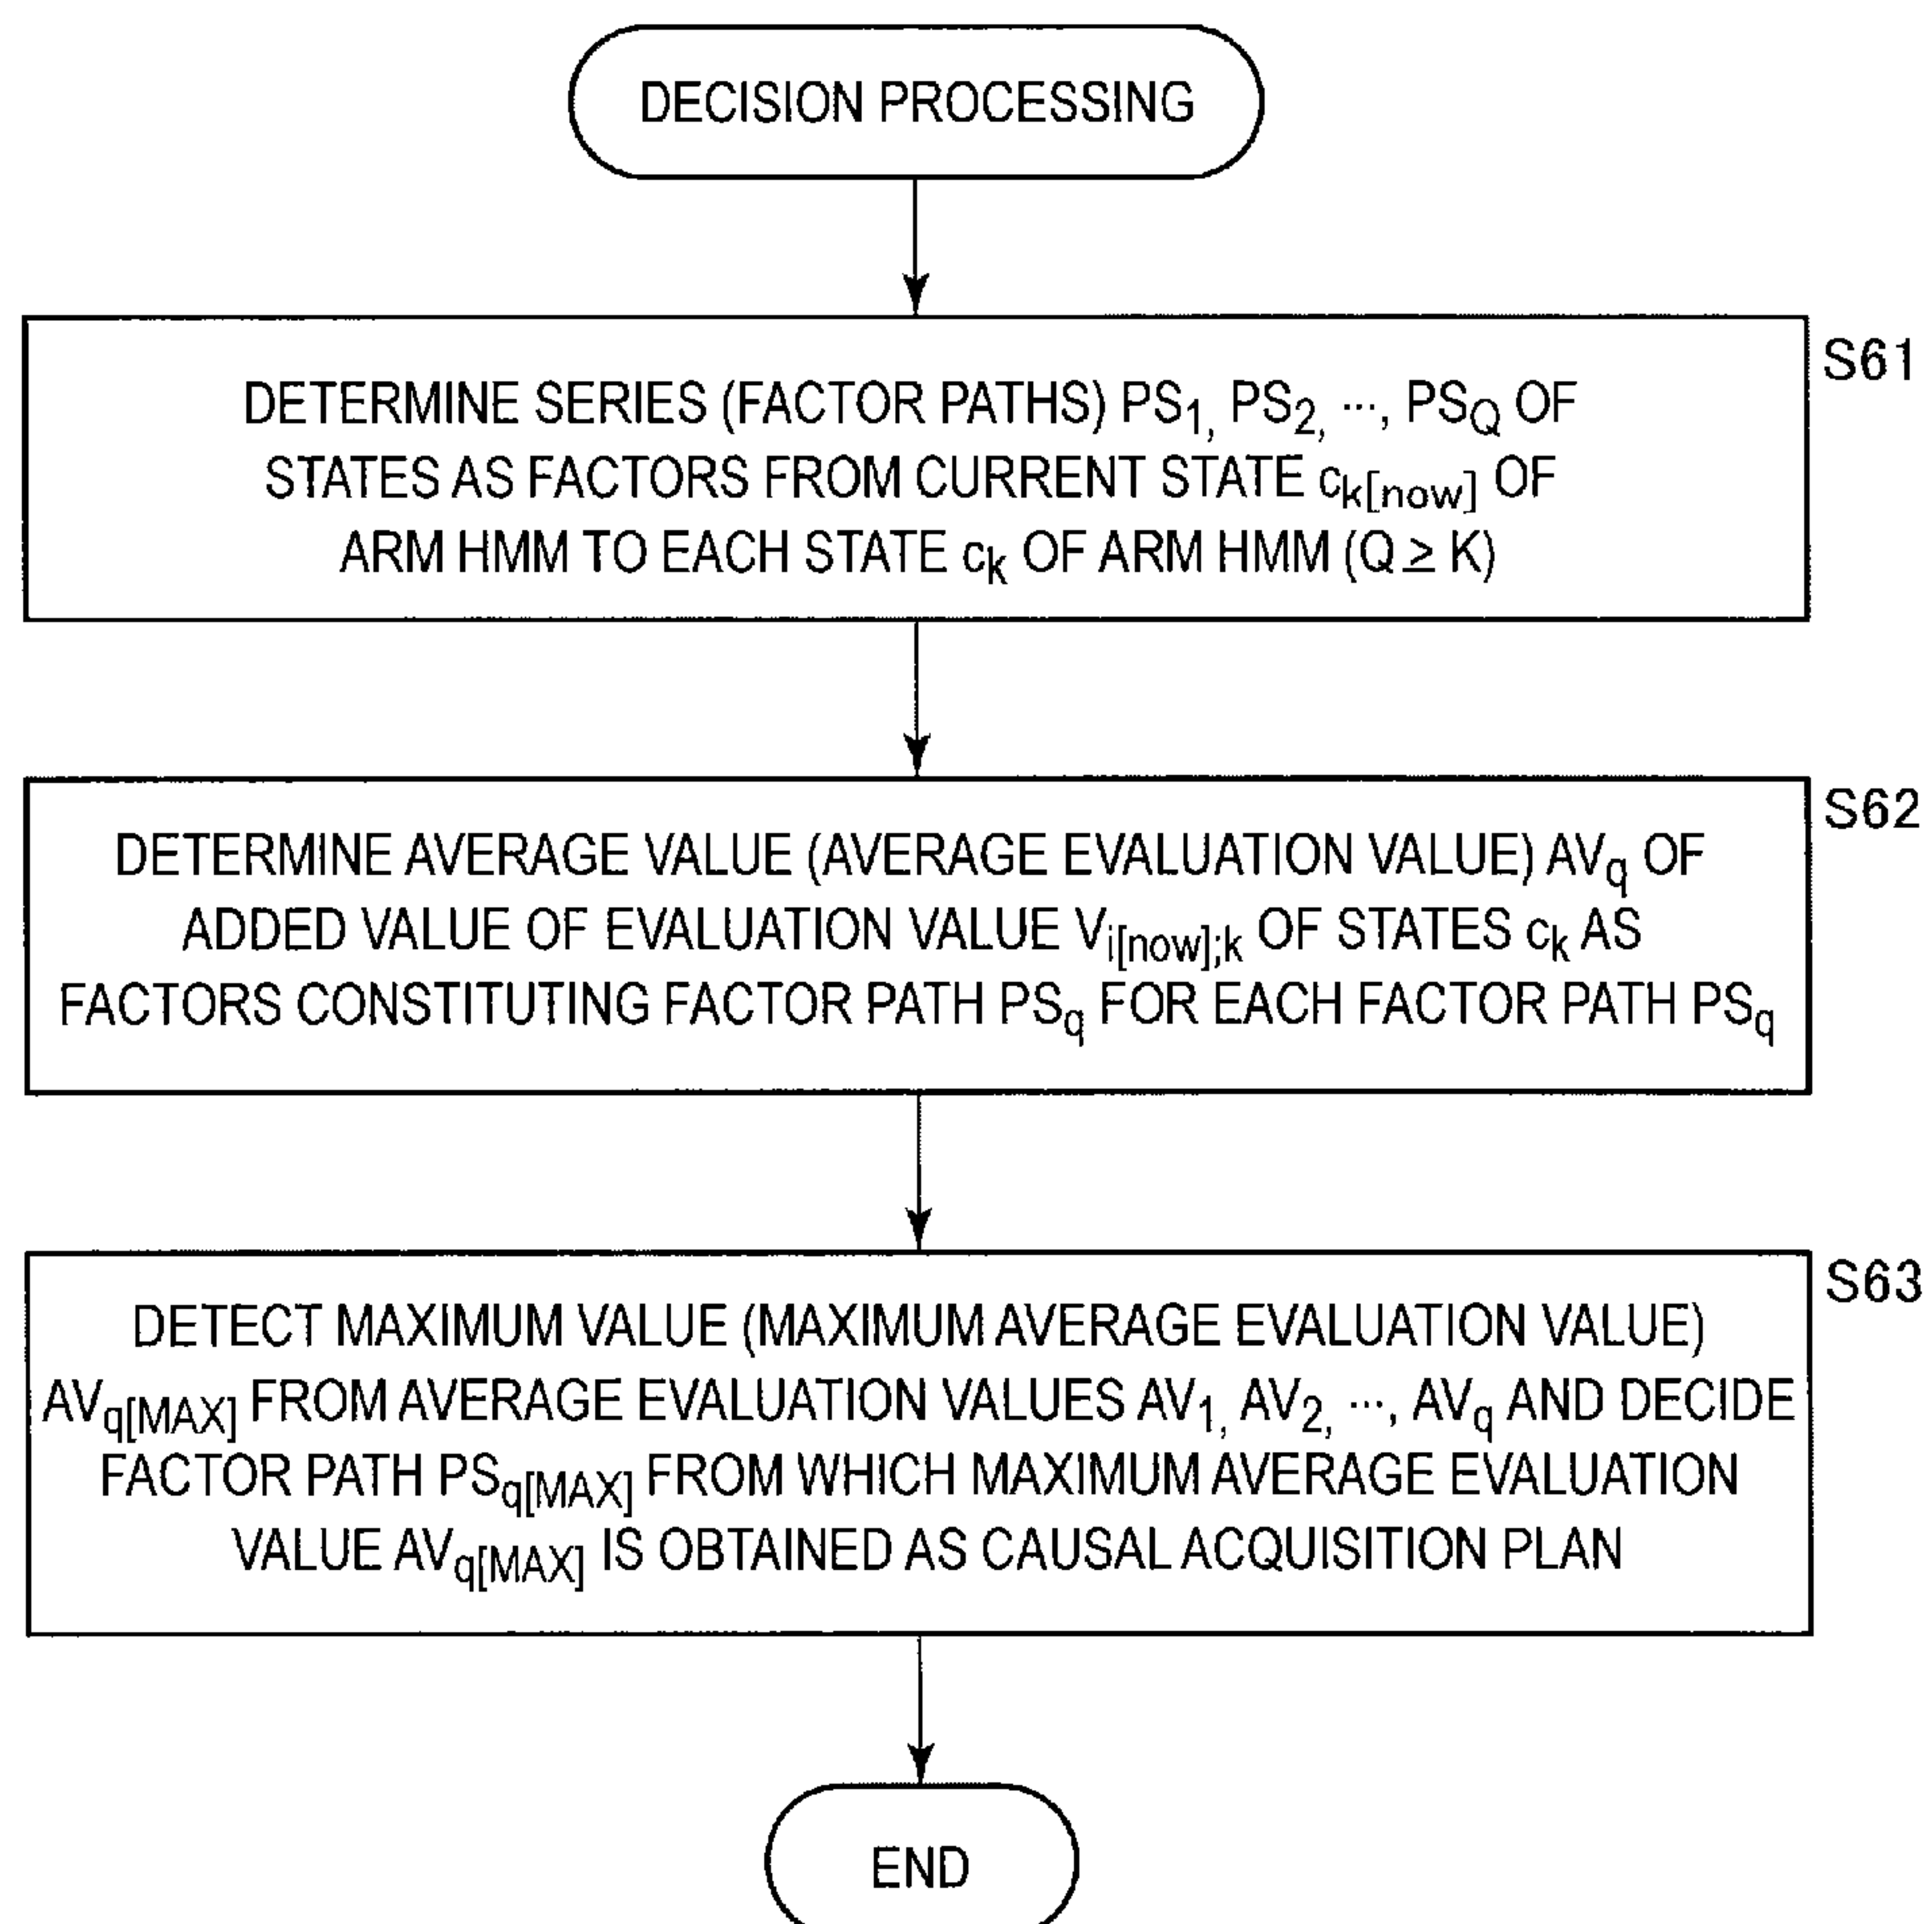 DECISION PROCESSING
S61
DETERMINE SERIES (FACTOR PATHS) PS1, PS2, ···, PSQ OF
STATES AS FACTORS FROM CURRENT STATE ck[now] OF
ARM HMM TO EACH STATE ck OF ARM HMM (Q ≥ K)
S62
DETERMINE AVERAGE VALUE (AVERAGE EVALUATION VALUE) AVq OF
ADDED VALUE OF EVALUATION VALUE Vi[now];k OF STATES ck AS
FACTORS CONSTITUTING FACTOR PATH PSq FOR EACH FACTOR PATH PSq
S63
DETECT MAXIMUM VALUE (MAXIMUM AVERAGE EVALUATION VALUE)
AVq[MAX] FROM AVERAGE EVALUATION VALUES AV1, AV2, ···, AVq AND DECIDE
FACTOR PATH PSq[MAX] FROM WHICH MAXIMUM AVERAGE EVALUATION
VALUE AVq[MAX] IS OBTAINED AS CAUSAL ACQUISITION PLAN
END